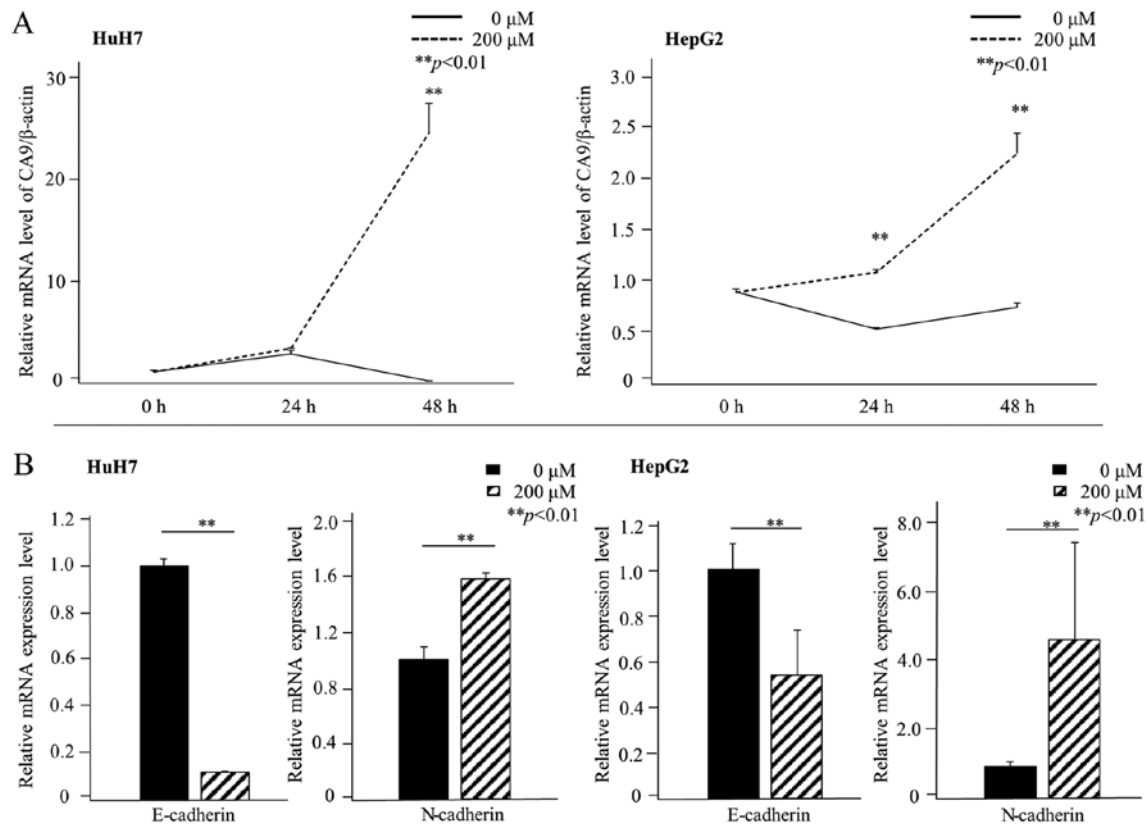 A
HuH7
0 μM
200 μM
**p<0.01
**
Relative mRNA level of CA9/β-actin
30
20
10
0
0 h
24 h
48 h
HepG2
0 μM
200 μM
**p<0.01
**
**
Relative mRNA level of CA9/β-actin
3.0
2.5
2.0
1.5
1.0
0.5
0
0 h
24 h
48 h
B
HuH7
0 μM
200 μM
**p<0.01
Relative mRNA expression level
1.2
1.0
0.8
0.6
0.4
0.2
0
**
E-cadherin
Relative mRNA expression level
2.0
1.6
1.2
0.8
0.4
0
**
N-cadherin
HepG2
0 μM
200 μM
**p<0.01
Relative mRNA expression level
1.2
1.0
0.8
0.6
0.4
0.2
0
**
E-cadherin
Relative mRNA expression level
8.0
6.0
4.0
2.0
0
**
N-cadherin